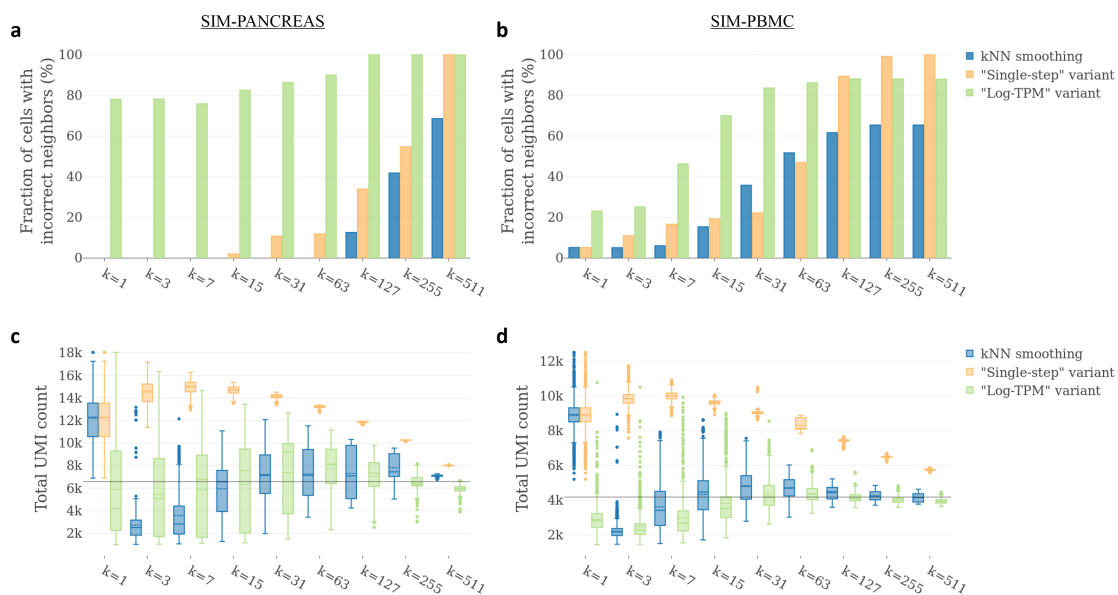 SIM-PANCREAS
SIM-PBMC
a
Fraction of cells with
incorrect neighbors (%)
100
80
60
40
20
0
k=1
k=3
k=7
k=15
k=31
k=63
k=127
k=255
k=511
b
Fraction of cells with
incorrect neighbors (%)
100
80
60
40
20
0
k=1
k=3
k=7
k=15
k=31
k=63
k=127
k=255
k=511
kNN smoothing
"Single-step" variant
"Log-TPM" variant
c
Total UMI count
18k
16k
14k
12k
10k
8k
6k
4k
2k
k=1
k=3
k=7
k=15
k=31
k=63
k=127
k=255
k=511
d
Total UMI count
12k
10k
8k
6k
4k
2k
k=1
k=3
k=7
k=15
k=31
k=63
k=127
k=255
k=511
kNN smoothing
"Single-step" variant
"Log-TPM" variant